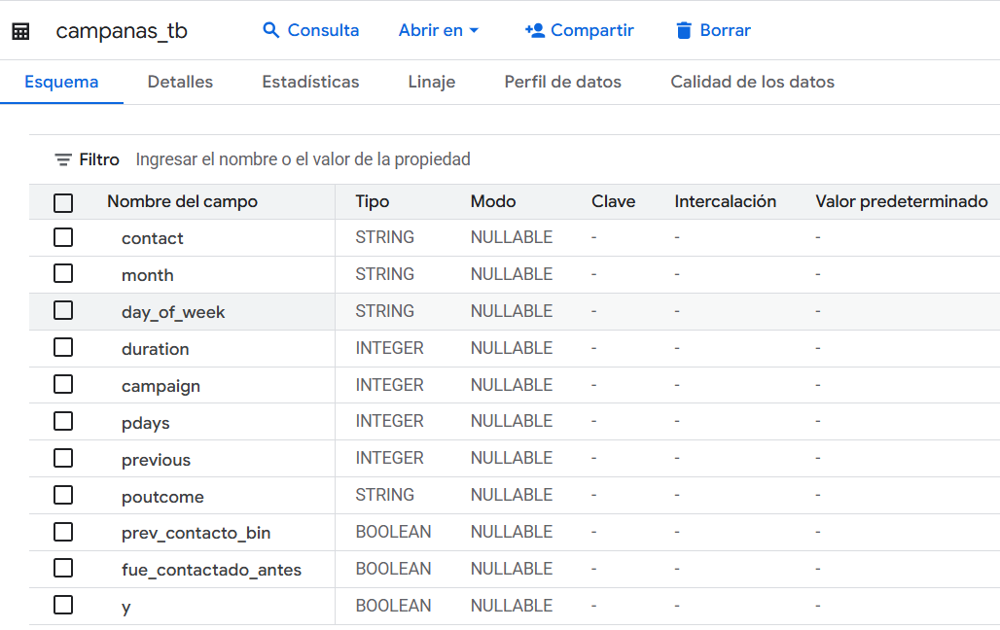 campanas_tb Consulta Abrir en Compartir Borrar
Esquema Detalles Estadísticas Linaje Perfil de datos Calidad de los datos
Filtro Ingresar el nombre o el valor de la propiedad
Nombre del campo Tipo Modo Clave Intercalación Valor predeterminado
contact STRING NULLABLE - - -
month STRING NULLABLE - - -
day_of_week STRING NULLABLE - - -
duration INTEGER NULLABLE - - -
campaign INTEGER NULLABLE - - -
pdays INTEGER NULLABLE - - -
previous INTEGER NULLABLE - - -
poutcome STRING NULLABLE - - -
prev_contacto_bin BOOLEAN NULLABLE - - -
fue_contactado_antes BOOLEAN NULLABLE - - -
y BOOLEAN NULLABLE - - -